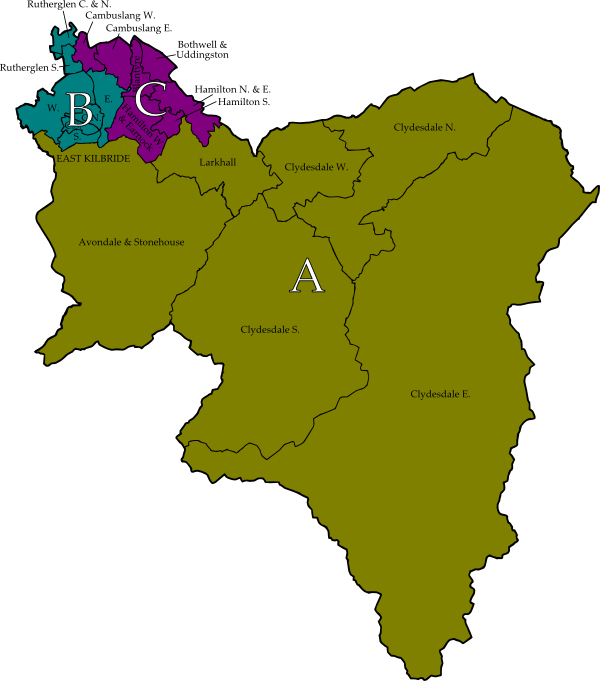 Rutherglen C. & N.
Cambuslang W.
Cambuslang E.
Bothwell &
Uddingston
Rutherglen S.
Blantyre
Hamilton N. & E.
Hamilton S.
W.
B
E.
C
Hamilton W.
& Earnock
S.
EAST KILBRIDE
Larkhall
Clydesdale N.
Clydesdale W.
Avondale & Stonehouse
A
Clydesdale S.
Clydesdale E.